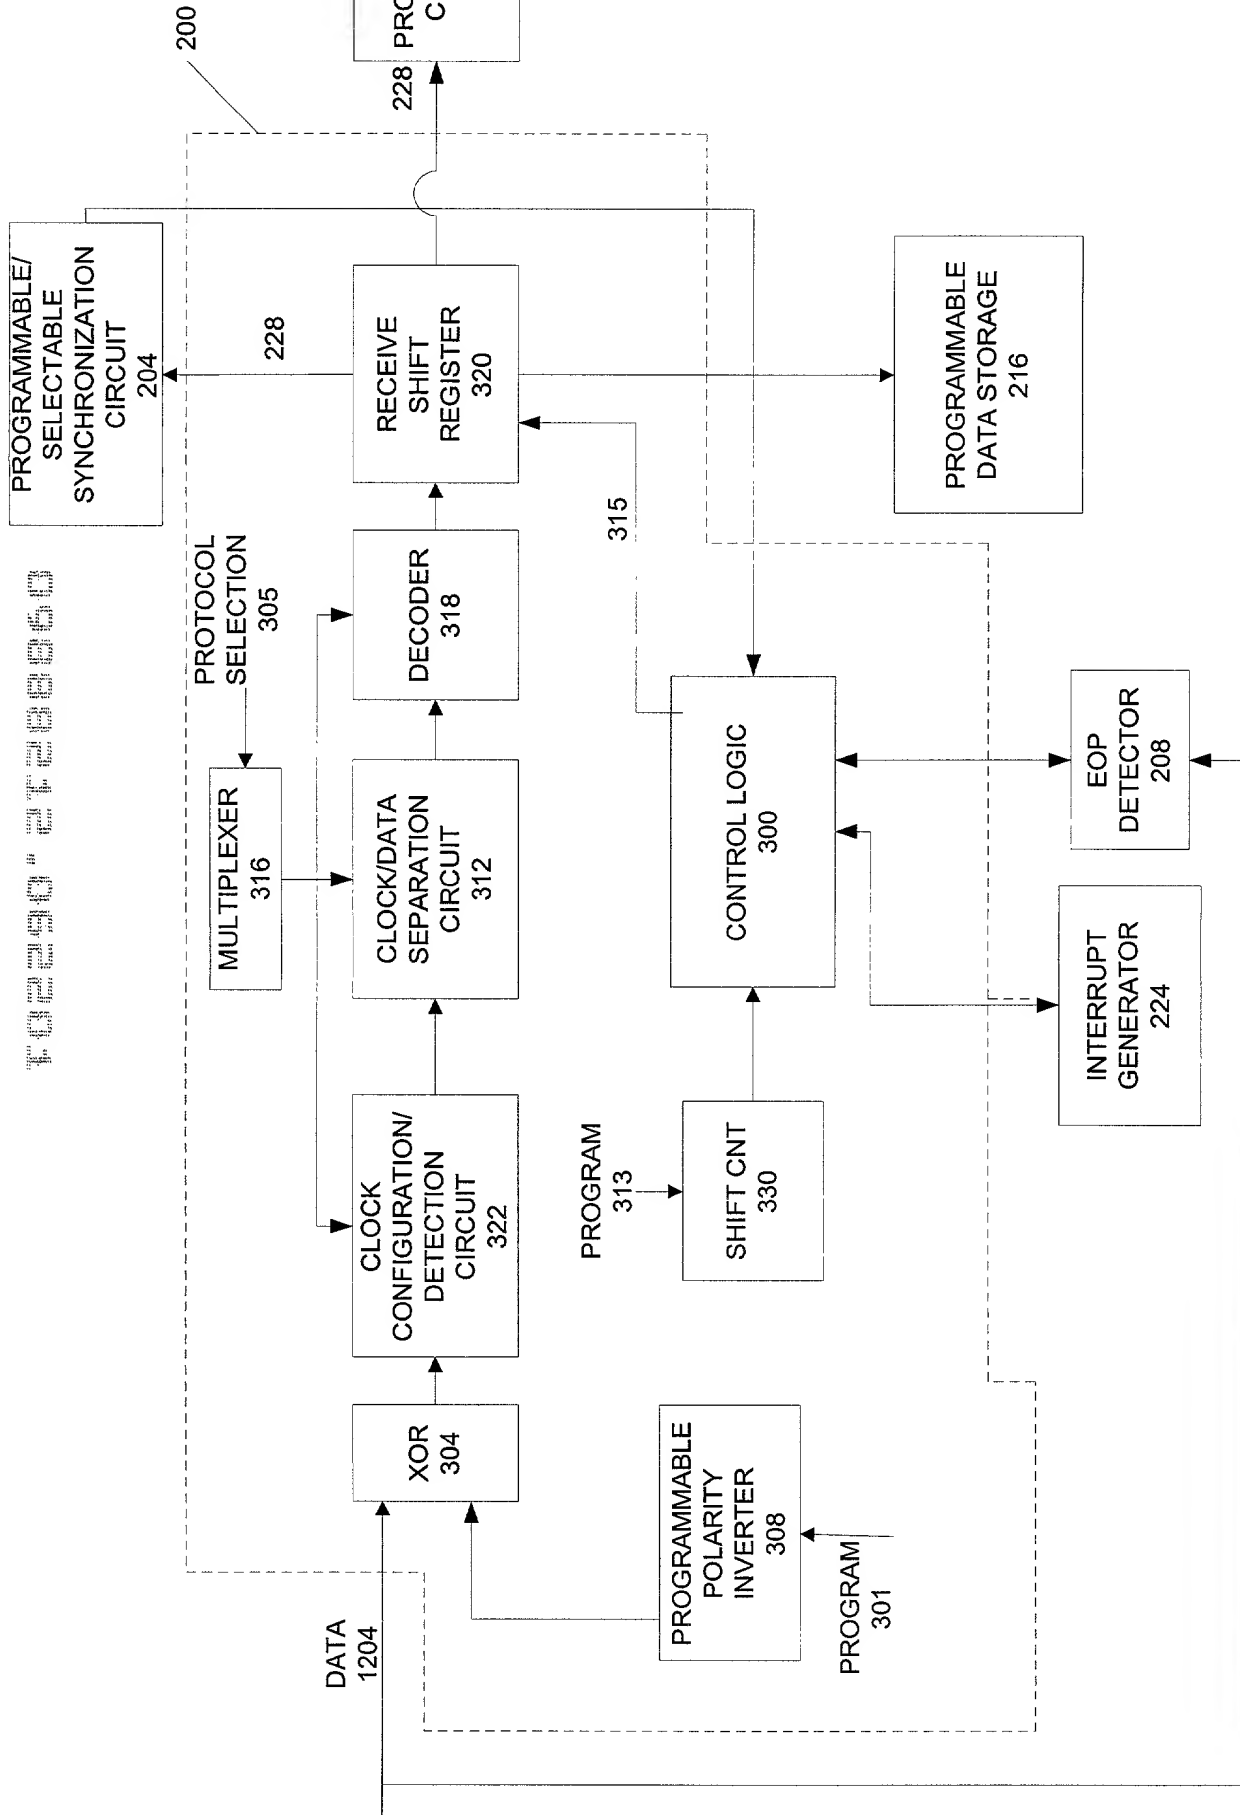 200
PROGRAMMABLE/
SELECTABLE
SYNCHRONIZATION
CIRCUIT
204
228
228
PROTOCOL
SELECTION
305
MULTIPLEXER
316
XOR
304
CLOCK
CONFIGURATION/
DETECTION
CIRCUIT
322
CLOCK/DATA
SEPARATION
CIRCUIT
312
DECODER
318
RECEIVE
SHIFT
REGISTER
320
DATA
1204
PROGRAM
313
315
PROGRAMMABLE
POLARITY
INVERTER
308
SHIFT CNT
330
CONTROL LOGIC
300
PROGRAM
301
PROGRAMMABLE
DATA STORAGE
216
INTERRUPT
GENERATOR
224
EOP
DETECTOR
208